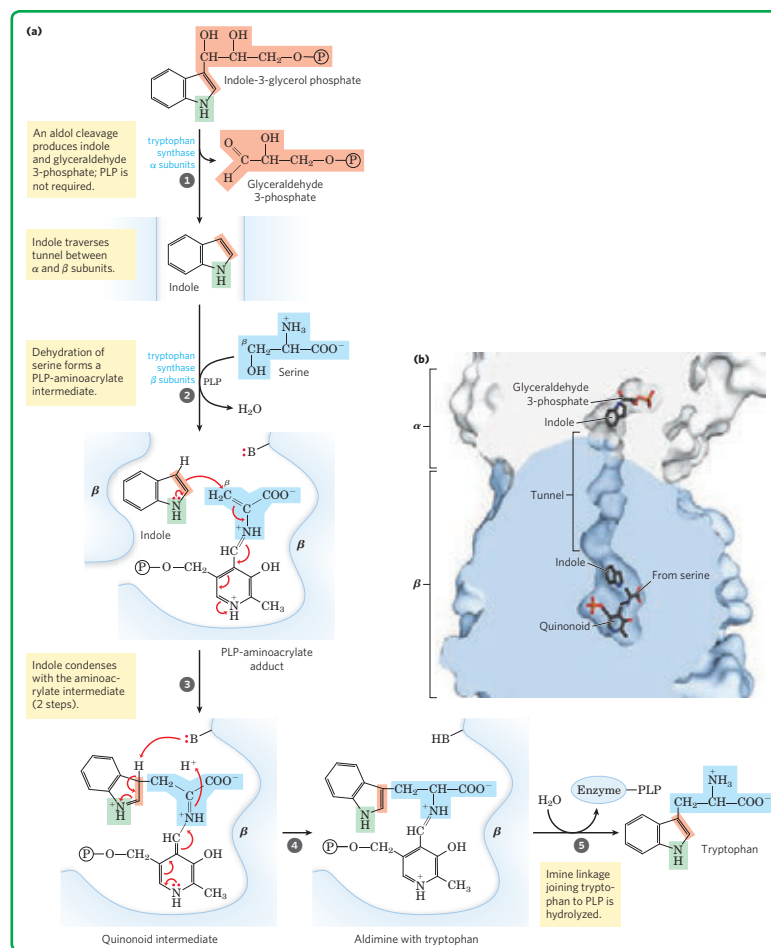 (a)
OH OH
CH—CH—CH₂—O—Ⓟ
Indole-3-glycerol phosphate
N
H
An aldol cleavage
produces indole
and glyceraldehyde
3-phosphate; PLP is
not required.
tryptophan
synthase
α subunits
1
O OH
C—CH—CH₂—O—Ⓟ
H
Glyceraldehyde
3-phosphate
Indole traverses
tunnel between
α and β subunits.
N
H
Indole
Dehydration of
serine forms a
PLP-aminoacrylate
intermediate.
tryptophan
synthase
β subunits
PLP
2
+
NH₃
β
CH₂—CH—COO⁻
OH
Serine
H₂O
(b)
Glyceraldehyde
3-phosphate
Indole
α
Tunnel
Indole
From serine
β
Quinonoid
:B
H
β
β
H₂C COO⁻
C
N
H
Indole
+NH
β
HC
Ⓟ—O—CH₂ OH
+
N CH₃
H
PLP-aminoacrylate
adduct
3
Indole condenses
with the aminoac-
rylate intermediate
(2 steps).
:B
H H⁺
CH₂ COO⁻
C
+N
H
+NH
β
HC
Ⓟ OH
O—CH₂
N CH₃
H
Quinonoid intermediate
4
HB
CH₂—CH—COO⁻
N
H
+NH
β
HC
Ⓟ OH
O—CH₂
N CH₃
+
H
Aldimine with tryptophan
H₂O
Enzyme—PLP
5
Imine linkage
joining trypto-
phan to PLP is
hydrolyzed.
+
NH₃
CH₂—CH—COO⁻
N
H
Tryptophan